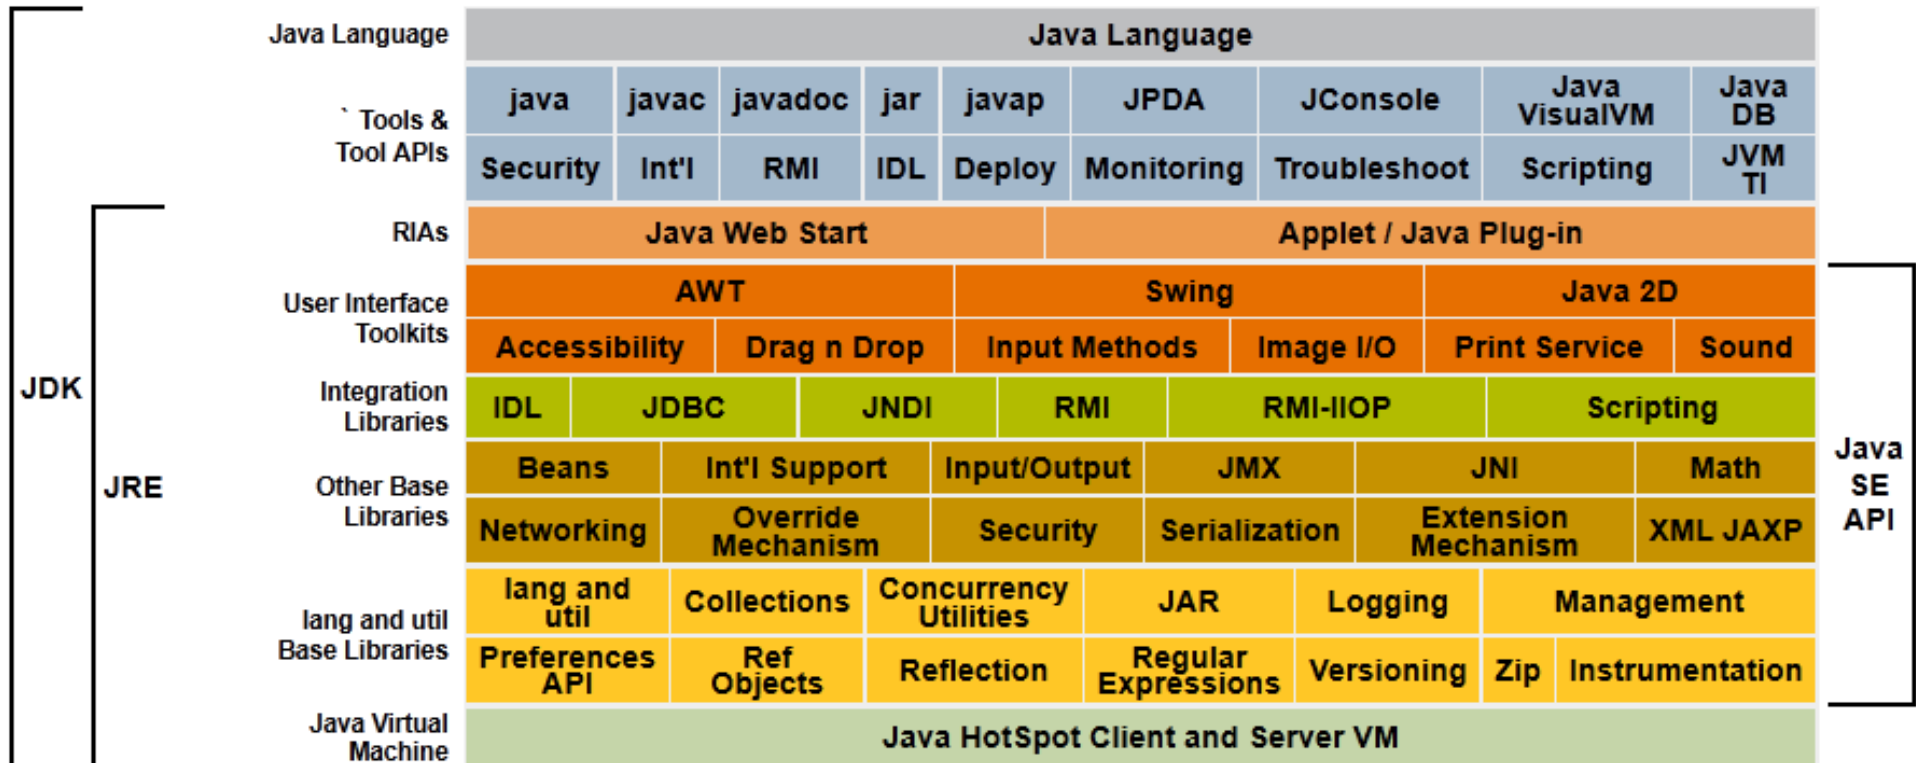 Java Language
Java Language
java javac javadoc jar javap JPDA JConsole Java VisualVM Java DB
` Tools &
Tool APIs
Security Int'l RMI IDL Deploy Monitoring Troubleshoot Scripting JVM TI
RIAs
Java Web Start Applet / Java Plug-in
User Interface
Toolkits
AWT Swing Java 2D
Accessibility Drag n Drop Input Methods Image I/O Print Service Sound
JDK
Integration
Libraries
IDL JDBC JNDI RMI RMI-IIOP Scripting
JRE
Other Base
Libraries
Beans Int'l Support Input/Output JMX JNI Math
Networking Override Mechanism Security Serialization Extension Mechanism XML JAXP
Java
SE
API
lang and util
Base Libraries
lang and util Collections Concurrency Utilities JAR Logging Management
Preferences API Ref Objects Reflection Regular Expressions Versioning Zip Instrumentation
Java Virtual
Machine
Java HotSpot Client and Server VM